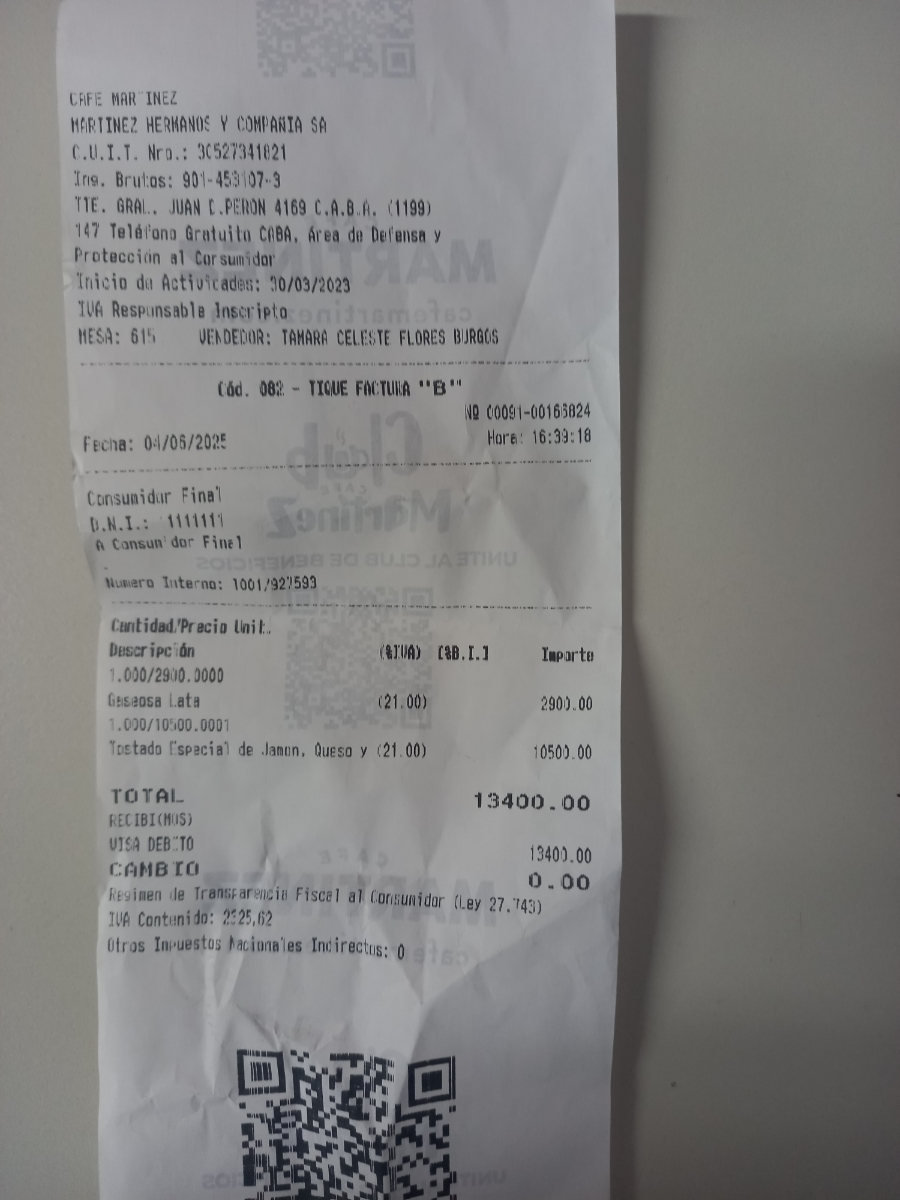 CAFE MARTINEZ
MARTINEZ HERMANOS Y COMPAÑIA SA
C.U.I.T. Nro.: 30527341821
Ing. Brutos: 901-453107-3
TTE. GRAL. JUAN D.PERON 4169 C.A.B.A. (1199)
147 Teléfono Gratuito CABA, Área de Defensa y
Protección al Consumidor
Inicio de Actividades: 30/03/2023
IVA Responsable Inscripto
MESA: 615 VENDEDOR: TAMARA CELESTE FLORES BURGOS
Cód. 082 - TIQUE FACTURA "B"
Nº 00091-00163824
Fecha: 04/06/2025 Hora: 16:39:18
Consumidor Final
D.N.I.: 1111111
A Consumidor Final
.
Numero Interno: 1001/927593
Cantidad/Precio Unit.
Descripción (%IVA) [%B.I.] Importe
1.000/2900.0000
Gaseosa Lata (21.00) 2900.00
1.000/10500.0001
Tostado Especial de Jamon, Queso y (21.00) 10500.00
TOTAL 13400.00
RECIBI(MOS)
VISA DEBITO 13400.00
CAMBIO 0.00
Regimen de Transparencia Fiscal al Consumidor (Ley 27.743)
IVA Contenido: 2325,62
Otros Impuestos Nacionales Indirectos: 0